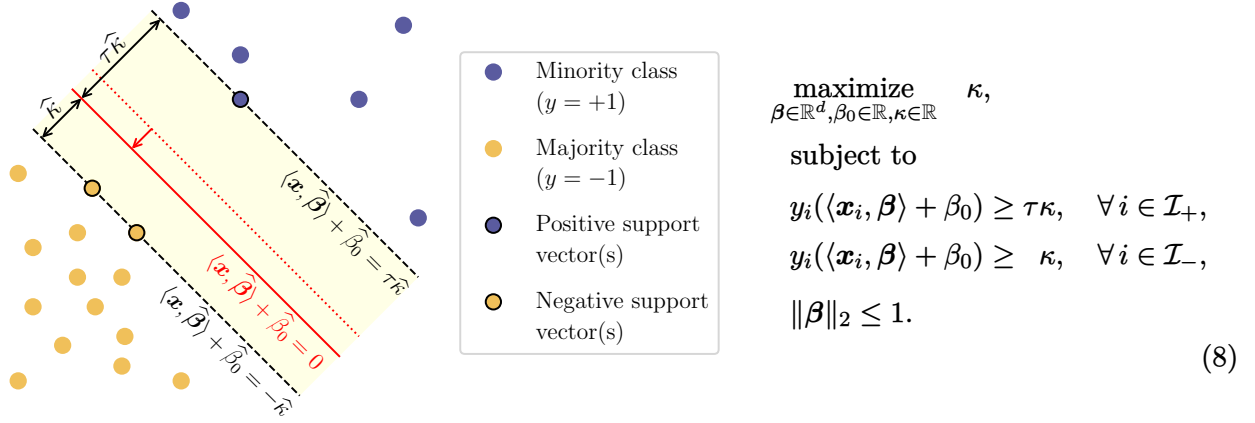 τκ̂
κ̂
⟨x, β̂⟩ + β̂₀ = τκ̂
⟨x, β̂⟩ + β̂₀ = 0
⟨x, β̂⟩ + β̂₀ = −κ̂
Minority class
(y = +1)
Majority class
(y = −1)
Positive support
vector(s)
Negative support
vector(s)
maximize κ,
β∈ℝᵈ,β₀∈ℝ,κ∈ℝ
subject to
yᵢ(⟨xᵢ, β⟩ + β₀) ≥ τκ, ∀ i ∈ 𝓘₊,
yᵢ(⟨xᵢ, β⟩ + β₀) ≥ κ, ∀ i ∈ 𝓘₋,
‖β‖₂ ≤ 1.
(8)